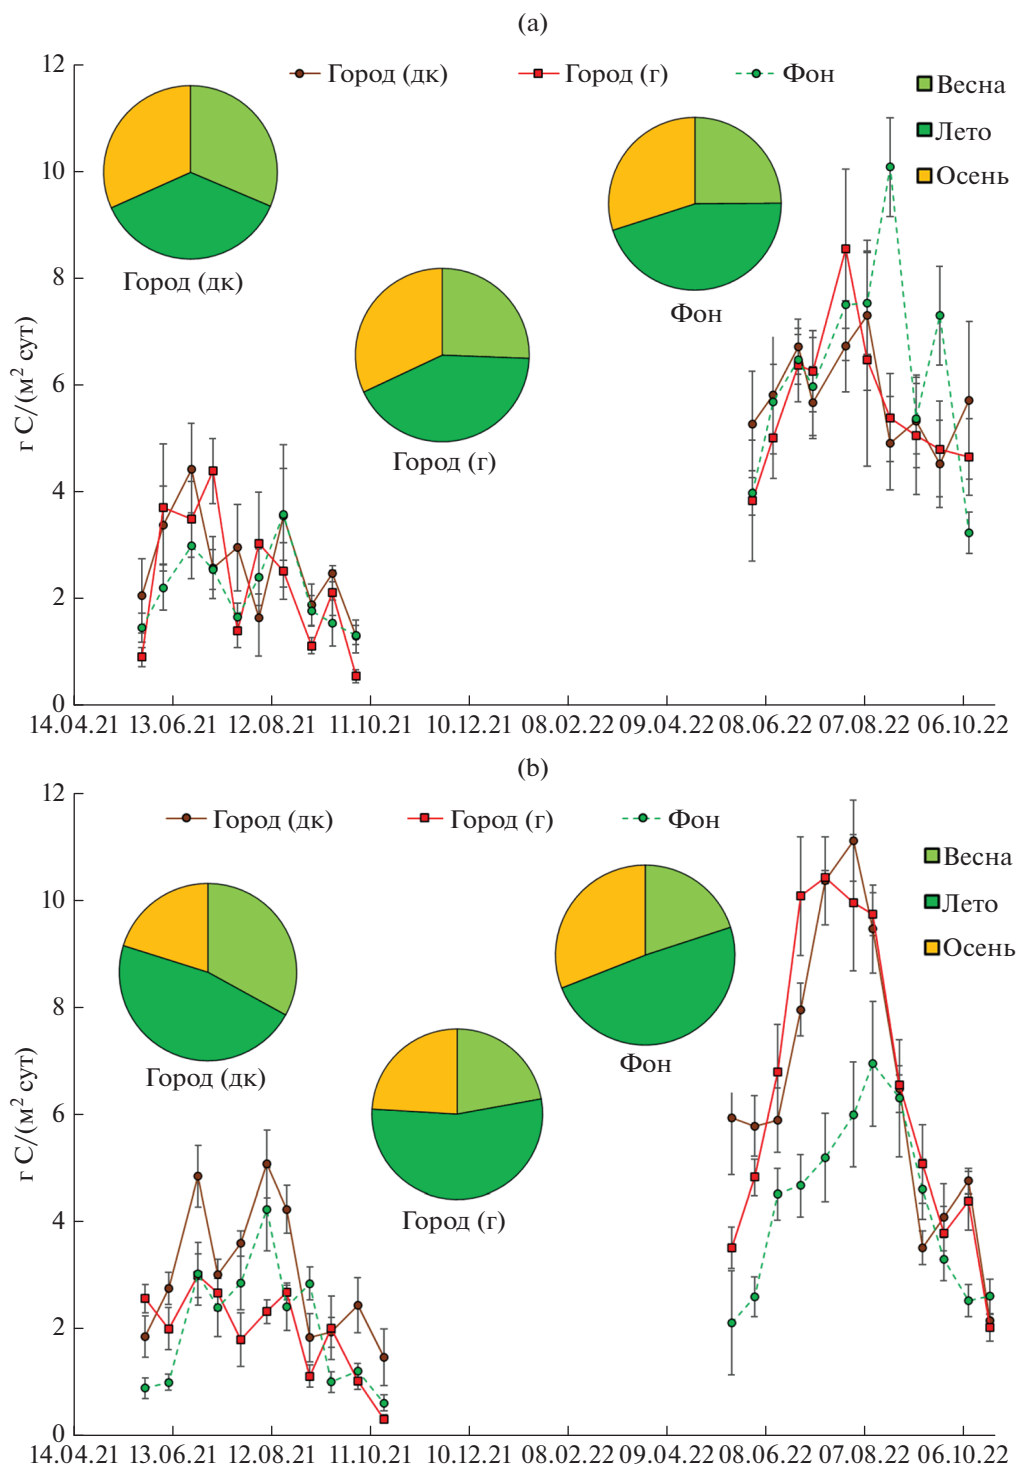 (a)
12
Город (дк)
Город (г)
Фон
Весна
Лето
Осень
10
Город (дк)
8
Фон
6
Город (г)
г С/(м² сут)
4
2
0
14.04.21 13.06.21 12.08.21 11.10.21 10.12.21 08.02.22 09.04.22 08.06.22 07.08.22 06.10.22
(b)
12
Город (дк)
Город (г)
Фон
Весна
Лето
Осень
10
8
Город (дк)
Фон
6
Город (г)
г С/(м² сут)
4
2
0
14.04.21 13.06.21 12.08.21 11.10.21 10.12.21 08.02.22 09.04.22 08.06.22 07.08.22 06.10.22